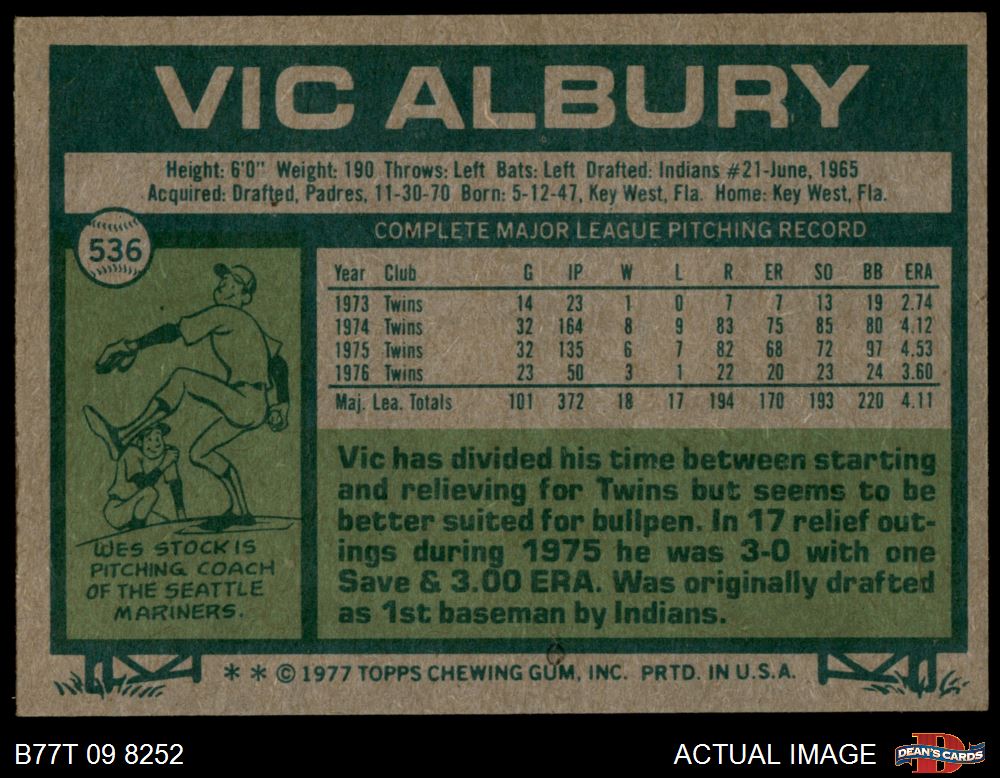 VIC ALBURY
Height: 6'0" Weight: 190 Throws: Left Bats: Left Drafted: Indians #21-June, 1965
Acquired: Drafted, Padres, 11-30-70 Born: 5-12-47, Key West, Fla. Home: Key West, Fla.
536
COMPLETE MAJOR LEAGUE PITCHING RECORD
Year Club G IP W L R ER SO BB ERA
1973 Twins 14 23 1 0 7 7 13 19 2.74
1974 Twins 32 164 8 9 83 75 85 80 4.12
1975 Twins 32 135 6 7 82 68 72 97 4.53
1976 Twins 23 50 3 1 22 20 23 24 3.60
Maj. Lea. Totals 101 372 18 17 194 170 193 220 4.11
WES STOCK IS
PITCHING COACH
OF THE SEATTLE
MARINERS.
Vic has divided his time between starting
and relieving for Twins but seems to be
better suited for bullpen. In 17 relief out-
ings during 1975 he was 3-0 with one
Save & 3.00 ERA. Was originally drafted
as 1st baseman by Indians.
* * © 1977 TOPPS CHEWING GUM, INC. PRTD. IN U.S.A.
B77T 09 8252
ACTUAL IMAGE
DEAN'S CARDS